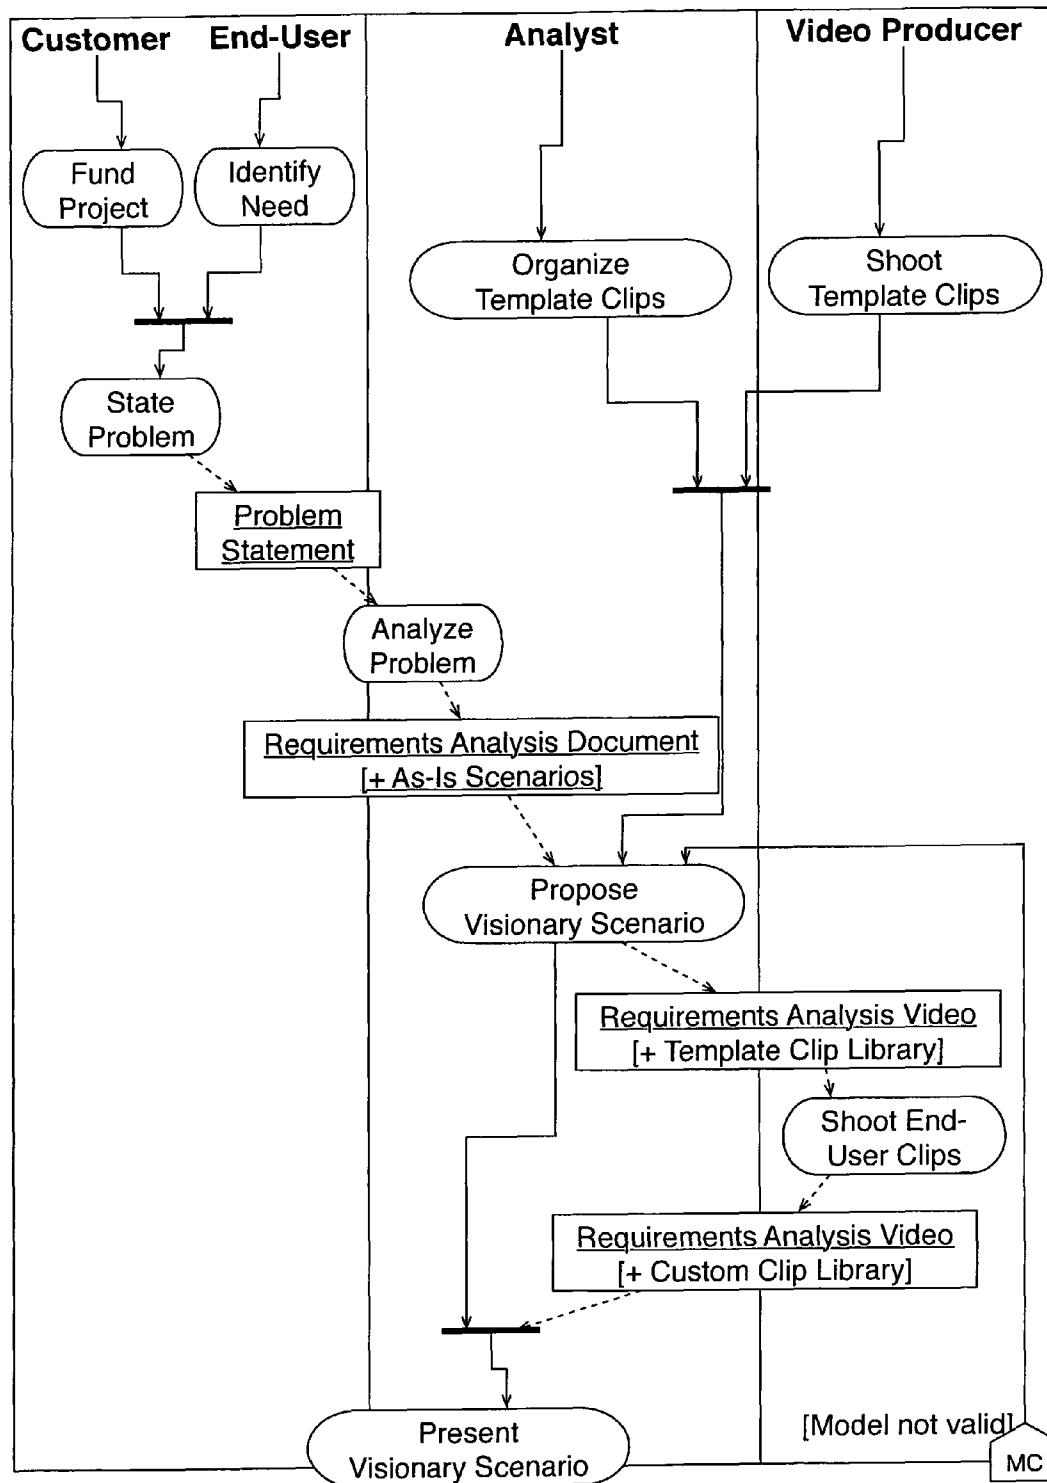 Customer End-User Analyst Video Producer
Fund
Project
Identify
Need
Organize
Template Clips
Shoot
Template Clips
State
Problem
Problem
Statement
Analyze
Problem
Requirements Analysis Document
[+ As-Is Scenarios]
Propose
Visionary Scenario
Requirements Analysis Video
[+ Template Clip Library]
Shoot End-
User Clips
Requirements Analysis Video
[+ Custom Clip Library]
[Model not valid]
Present
Visionary Scenario
MC